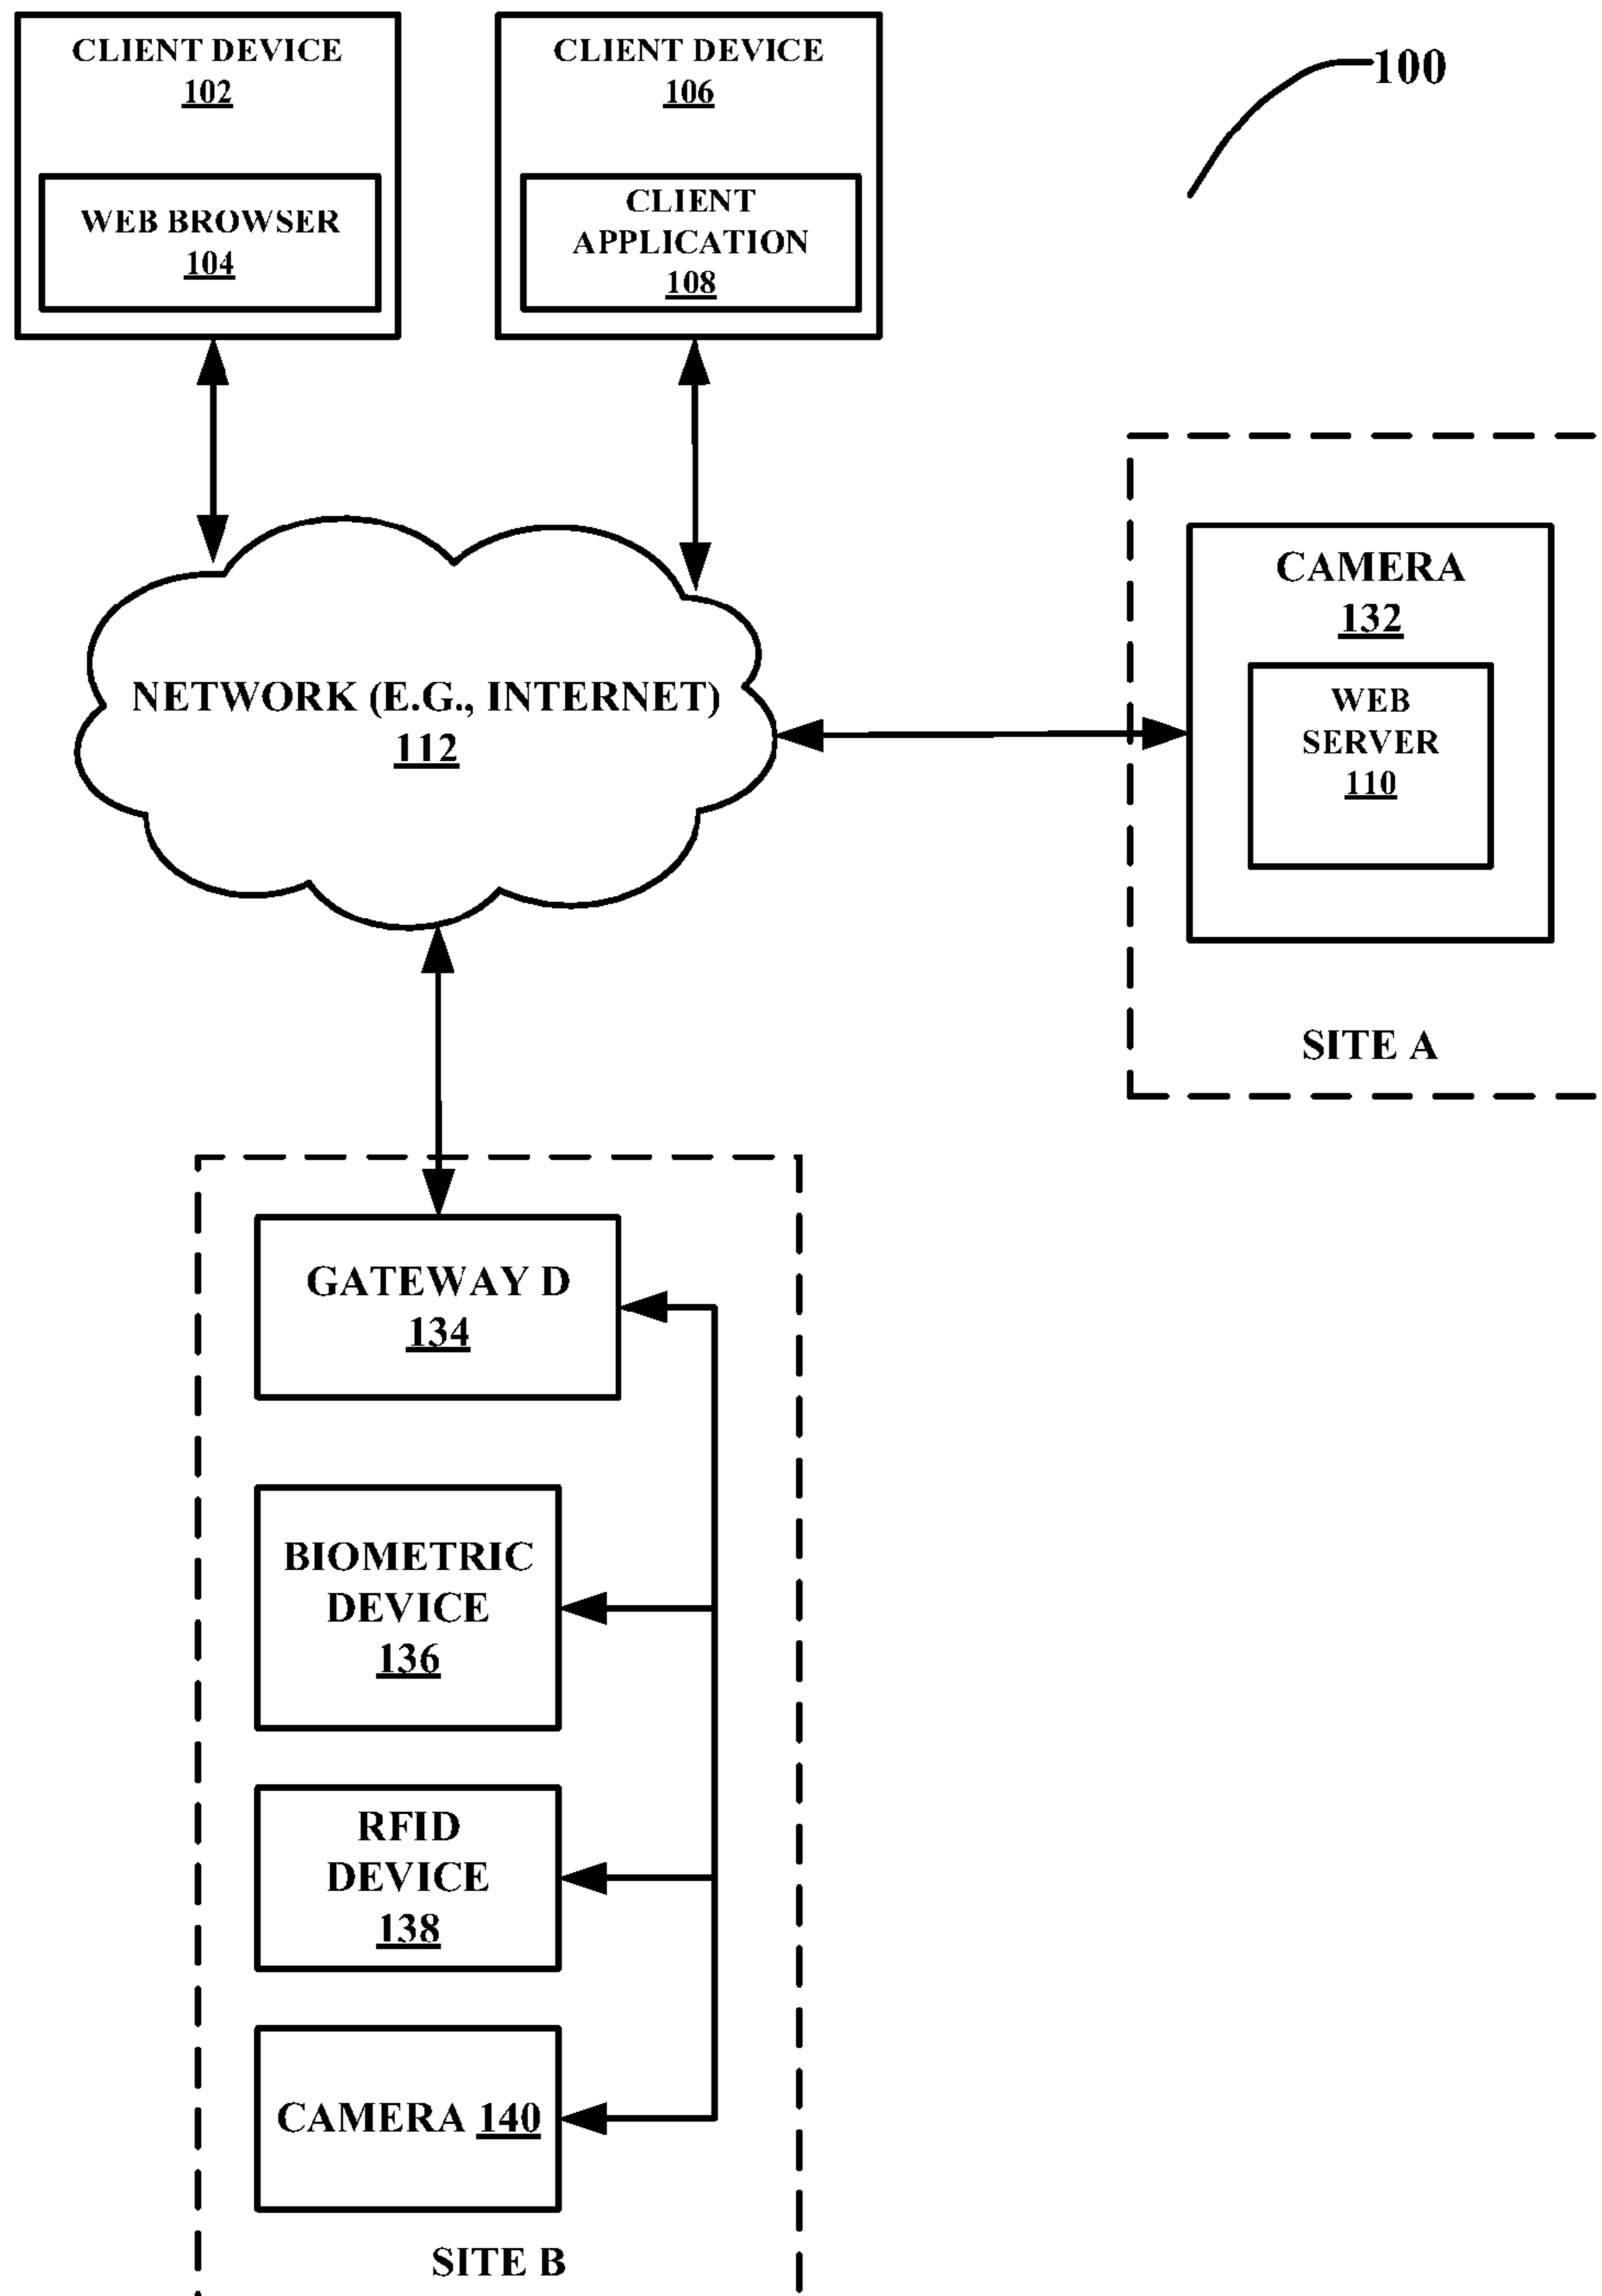 CLIENT DEVICE
102
WEB BROWSER
104
CLIENT DEVICE
106
CLIENT
APPLICATION
108
100
NETWORK (E.G., INTERNET)
112
CAMERA
132
WEB
SERVER
110
SITE A
GATEWAY D
134
BIOMETRIC
DEVICE
136
RFID
DEVICE
138
CAMERA 140
SITE B